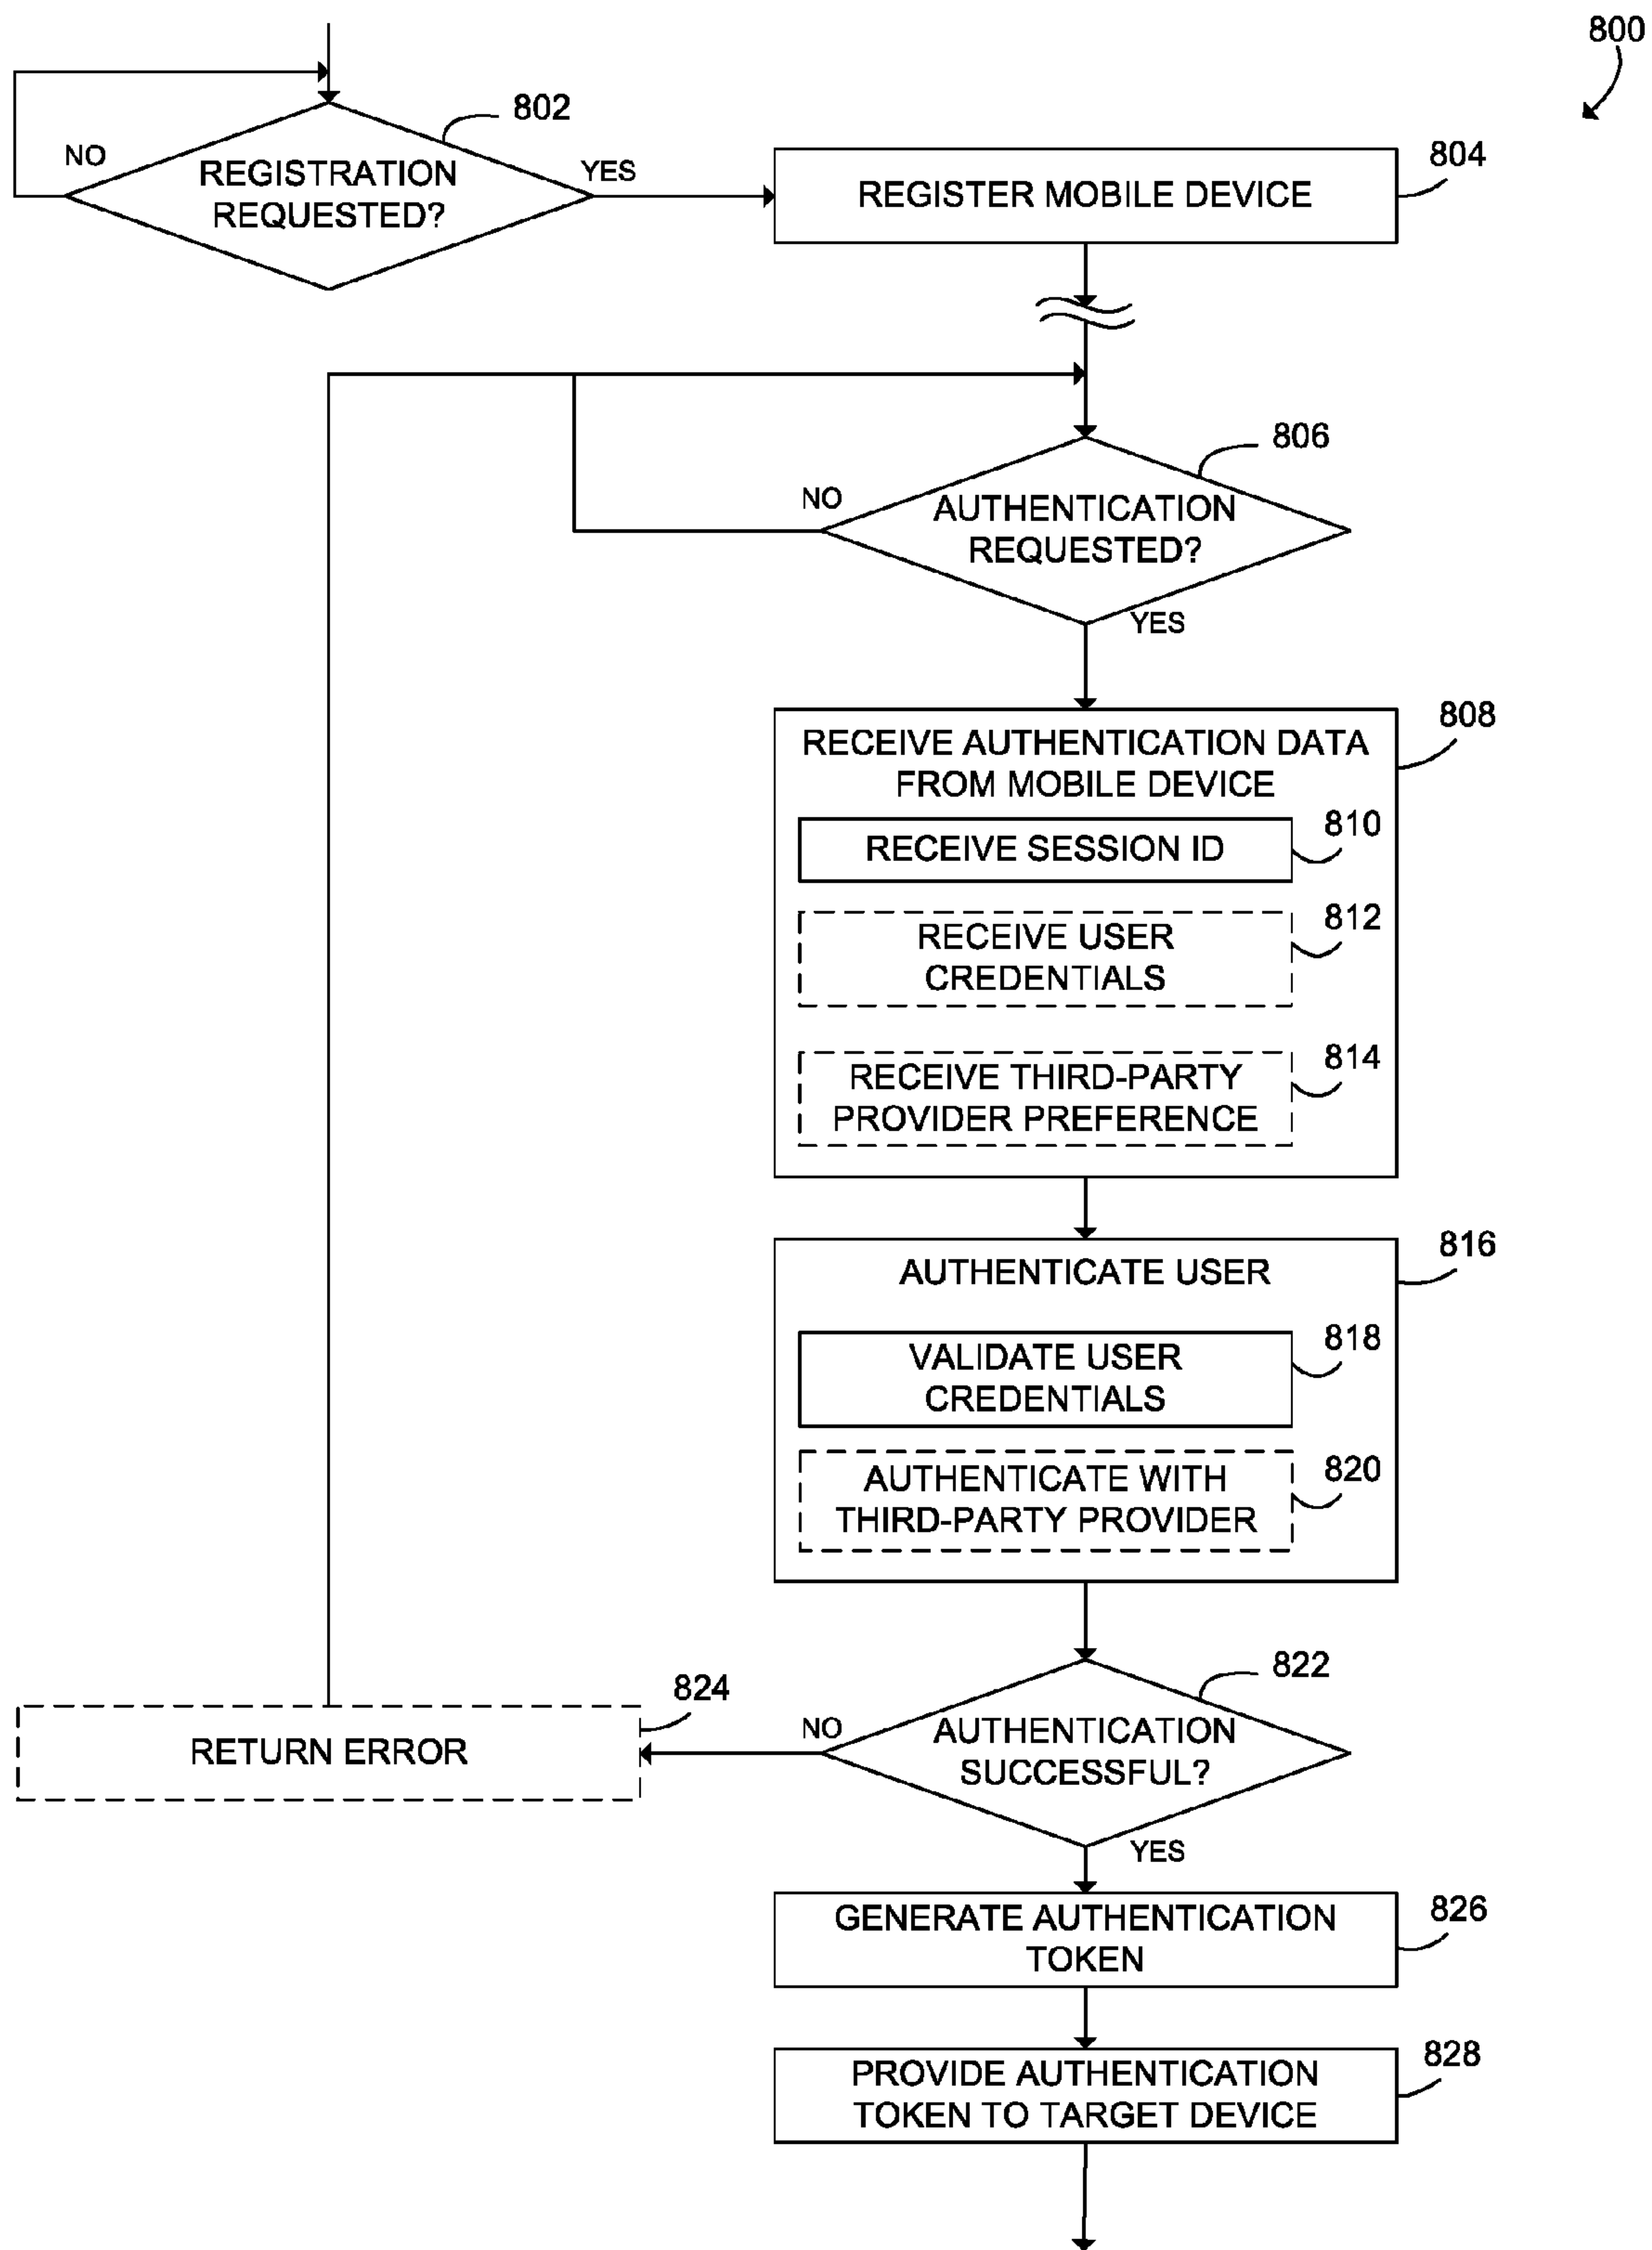 800
802
NO
REGISTRATION
REQUESTED?
YES
REGISTER MOBILE DEVICE
804
806
NO
AUTHENTICATION
REQUESTED?
YES
808
RECEIVE AUTHENTICATION DATA
FROM MOBILE DEVICE
RECEIVE SESSION ID
810
RECEIVE USER
CREDENTIALS
812
RECEIVE THIRD-PARTY
PROVIDER PREFERENCE
814
816
AUTHENTICATE USER
VALIDATE USER
CREDENTIALS
818
AUTHENTICATE WITH
THIRD-PARTY PROVIDER
820
822
AUTHENTICATION
SUCCESSFUL?
NO
824
RETURN ERROR
YES
GENERATE AUTHENTICATION
TOKEN
826
PROVIDE AUTHENTICATION
TOKEN TO TARGET DEVICE
828